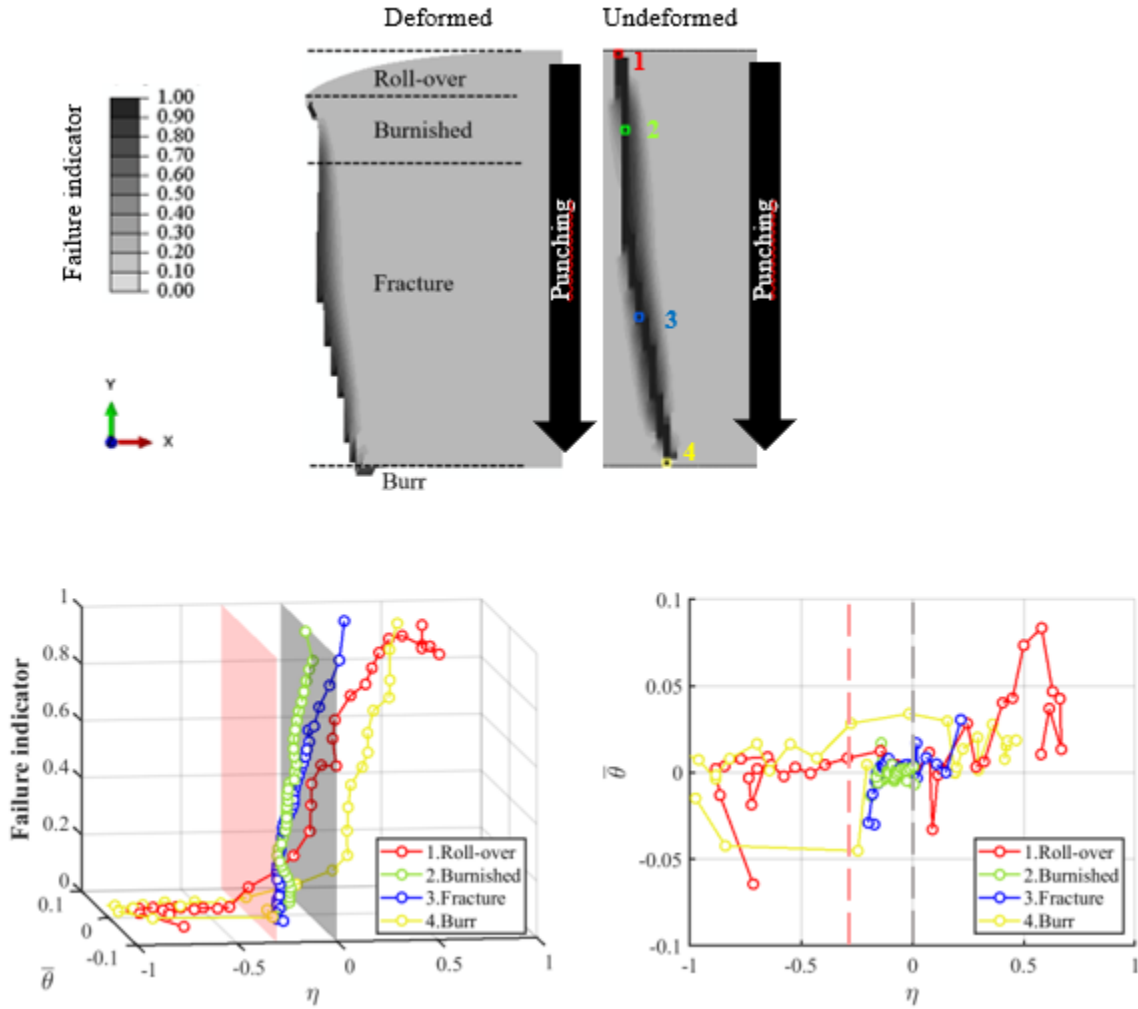 Deformed
Undeformed
Failure indicator
1.00
0.90
0.80
0.70
0.60
0.50
0.40
0.30
0.20
0.10
0.00
Roll-over
Burnished
Fracture
Burr
Punching
1
2
3
4
Punching
Y
X
Failure indicator
1
0.8
0.6
0.4
0.2
0
0.1
0
-0.1
θ̅
-1
-0.5
0
0.5
1
η
1.Roll-over
2.Burnished
3.Fracture
4.Burr
θ̅
0.1
0.05
0
-0.05
-0.1
-1
-0.5
0
0.5
1
η
1.Roll-over
2.Burnished
3.Fracture
4.Burr